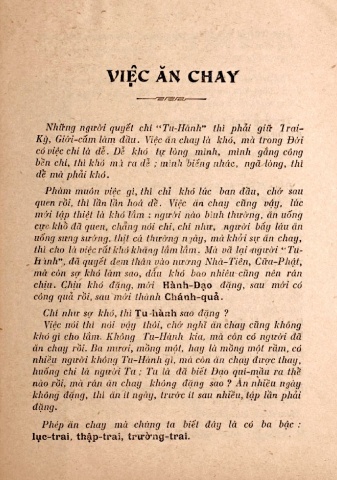 VIỆC ĂN CHAY
Những người quyết chí "Tu-Hành" thì phải giữ Trai-
Kỳ, Giới-cấm làm đầu. Việc ăn chay là khó, mà trong Đời
có việc chi là dễ. Dễ khó tự lòng mình, mình gắng công
bền chí, thì khó mà ra dễ; mình biếng nhác, ngã lòng, thì
dễ mà phải khó.
Phàm muôn việc gì, thì chỉ khó lúc ban đầu, chớ sau
quen rồi, thì lần lần hoá dễ. Việc ăn chay cũng vậy, lúc
mới tập thiệt là khó lắm: người nào bình thường, ăn uống
cực khổ đã quen, chẳng nói chi, chí như, người bấy lâu ăn
uống sung sướng, thịt cá thường ngày, mà khởi sự ăn chay,
thì cho là việc rất khó khăng lắm lắm. Mà vã lại người "Tu-
Hành", đã quyết đem thân vào nương Nhà-Tiên, Cửa-Phật,
mà còn sợ khó làm sao, dầu khó bao nhiêu cũng nên rán
chịu. Chịu khó đặng, mới Hành-Đạo đặng, sau mới có
công quả rồi, sau mới thành Chánh-quả.
Chí như sợ khó, thì Tu-hành sao đặng?
Việc nói thì nói vậy thôi, chớ nghĩ ăn chay cũng không
khó gì cho lắm. Không Tu-Hành kia, mà còn có người đã
ăn chay rồi. Ba mươi, mồng một, hay là mồng một rằm, có
nhiều người không Tu-Hành gì, mà còn ăn chay được thay,
huống chi là người Ta: Ta là đã biết Đạo qui-mầu ra thể
nào rồi, mà rán ăn chay không đặng sao? Ăn nhiều ngày
không đặng, thì ăn ít ngày, trước ít sau nhiều, tập lần phải
đặng.
Phép ăn chay mà chúng ta biết đây là có ba bậc:
lục-trai, thập-trai, trường-trai.